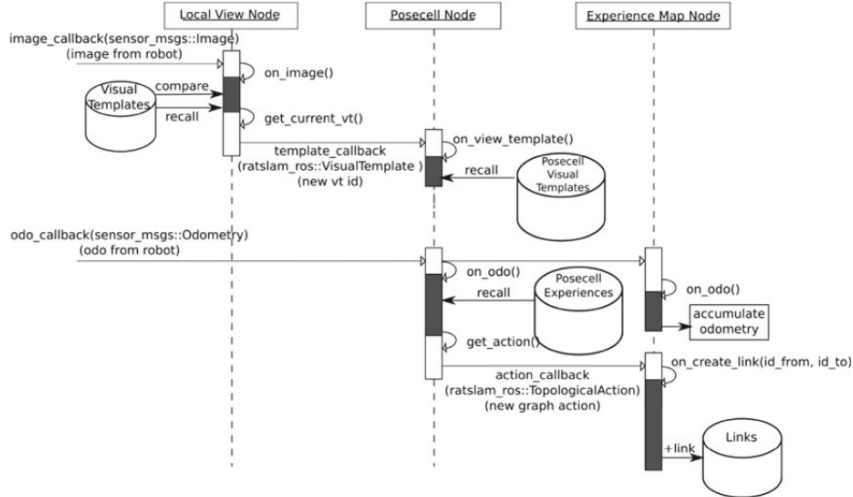 Local View Node
Posecell Node
Experience Map Node
image_callback(sensor_msgs::Image)
(image from robot)
on_image()
Visual
Templates
compare
recall
get_current_vt()
template_callback
(ratslam_ros::VisualTemplate )
(new vt id)
on_view_template()
recall
Posecell
Visual
Templates
odo_callback(sensor_msgs::Odometry)
(odo from robot)
on_odo()
recall
Posecell
Experiences
on_odo()
accumulate
odometry
get_action()
action_callback
(ratslam_ros::TopologicalAction)
(new graph action)
on_create_link(id_from, id_to)
+link
Links